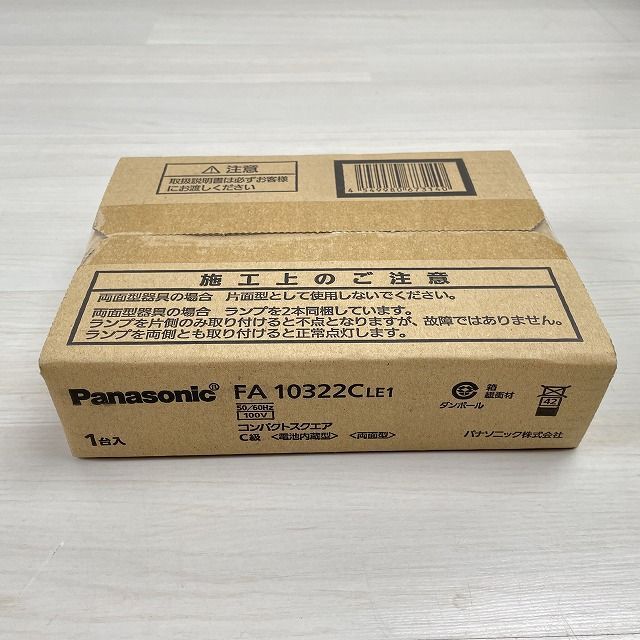 ⚠ 注意
取扱説明書は必ずお客様
にお渡しください
4 549980 673140
施工上のご注意
両面型器具の場合 片面型として使用しないでください。
両面型器具の場合 ランプを2本同梱しています。
ランプを片側のみ取り付けると不点となりますが、故障ではありません。
ランプを両側とも取り付けると正常点灯します。
Panasonic® FA 10322C LE1
50/60Hz
100V
コンパクトスクエア
C級 <電池内蔵型> <両面型>
1台入
ダンボール
箱
緩衝材
42
パナソニック株式会社